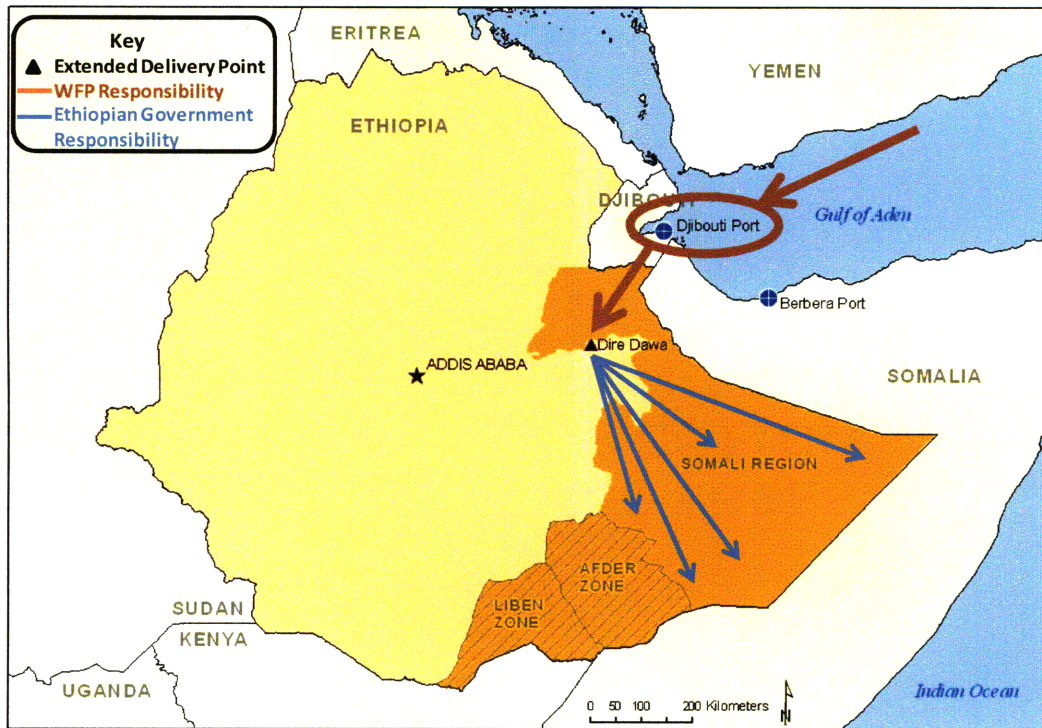 Key
Extended Delivery Point
WFP Responsibility
Ethiopian Government
Responsibility
ERITREA
YEMEN
ETHIOPIA
DJIBOUTI
Djibouti Port
Gulf of Aden
Berbera Port
Dire Dawa
ADDIS ABABA
SOMALIA
SOMALI REGION
AFDER
ZONE
LIBEN
ZONE
SUDAN
KENYA
UGANDA
0 50 100 200 Kilometers
N
Indian Ocean